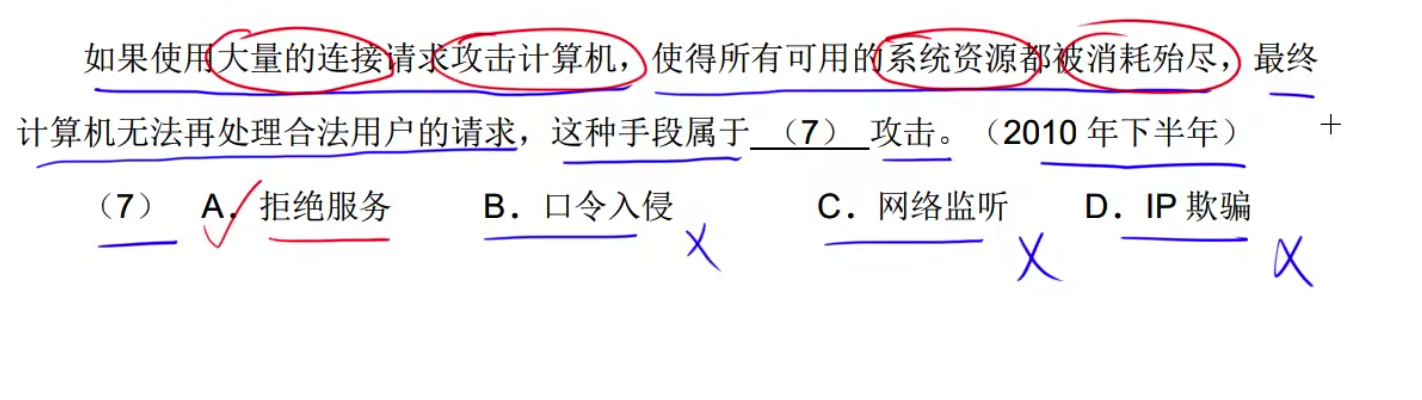 如果使用大量的连接请求攻击计算机，使得所有可用的系统资源都被消耗殆尽，最终
计算机无法再处理合法用户的请求，这种手段属于 （7） 攻击。（2010 年下半年）
（7） A．拒绝服务 B．口令入侵 C．网络监听 D．IP 欺骗